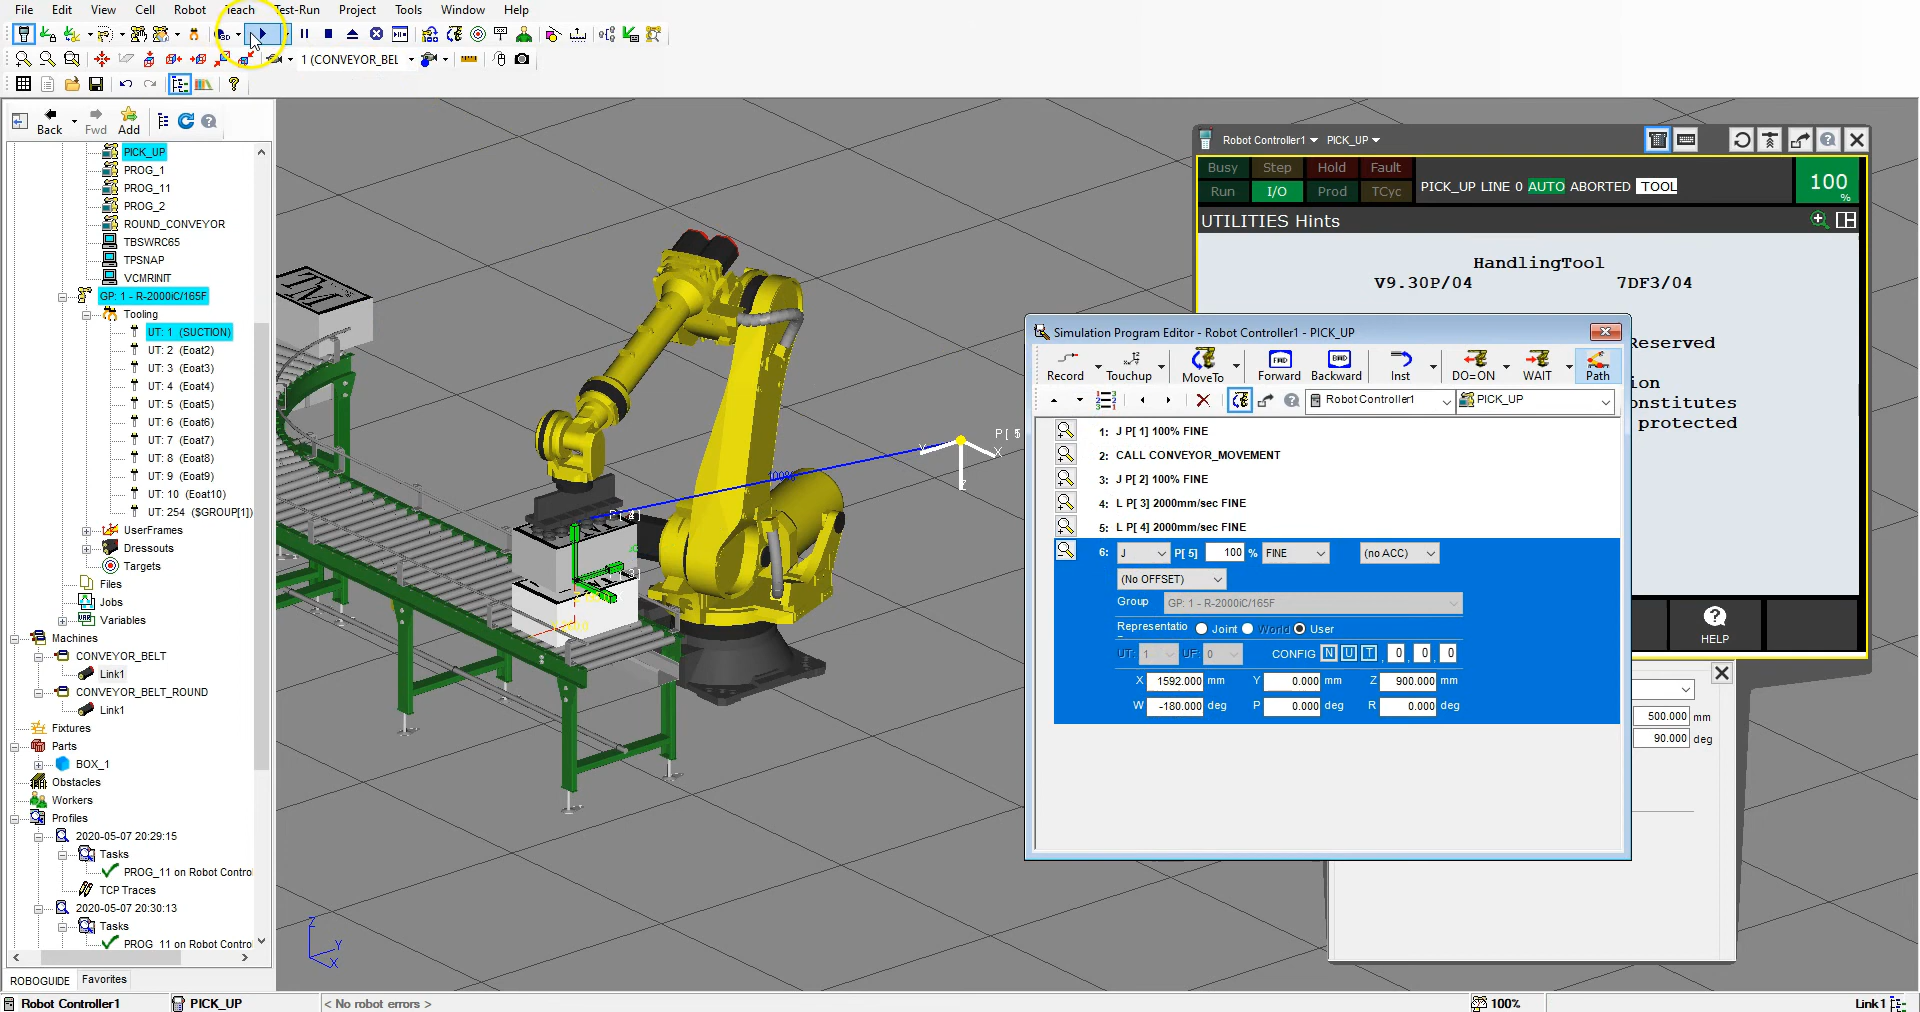 File Edit View Cell Robot Teach Test-Run Project Tools Window Help
1 (CONVEYOR_BEL
Back Fwd Add
PICK_UP
PROG_1
PROG_11
PROG_2
ROUND_CONVEYOR
TBSWRC65
TPSNAP
VCMRINIT
GP: 1 - R-2000iC/165F
Tooling
UT: 1 (SUCTION)
UT: 2 (Eoat2)
UT: 3 (Eoat3)
UT: 4 (Eoat4)
UT: 5 (Eoat5)
UT: 6 (Eoat6)
UT: 7 (Eoat7)
UT: 8 (Eoat8)
UT: 9 (Eoat9)
UT: 10 (Eoat10)
UT: 254 ($GROUP[1])
UserFrames
Dressouts
Targets
Files
Jobs
Variables
Machines
CONVEYOR_BELT
Link1
CONVEYOR_BELT_ROUND
Link1
Fixtures
Parts
BOX_1
Obstacles
Workers
Profiles
2020-05-07 20:29:15
Tasks
PROG_11 on Robot Contro
TCP Traces
2020-05-07 20:30:13
Tasks
PROG_11 on Robot Contro
ROBOGUIDE Favorites
100%
X
Z
Z
Y
X
Robot Controller1 PICK_UP
Busy Step Hold Fault
Run I/O Prod TCyc
PICK_UP LINE 0 AUTO ABORTED TOOL
100
%
UTILITIES Hints
HandlingTool
V9.30P/04 7DF3/04
Reserved
ion
onstitutes
protected
HELP
500.000 mm
90.000 deg
Simulation Program Editor - Robot Controller1 - PICK_UP
Record Touchup MoveTo Forward Backward Inst DO=ON WAIT Path
Robot Controller1 PICK_UP
1: J P[ 1] 100% FINE
2: CALL CONVEYOR_MOVEMENT
3: J P[ 2] 100% FINE
4: L P[ 3] 2000mm/sec FINE
5: L P[ 4] 2000mm/sec FINE
6: J P[ 5] 100 % FINE (no ACC)
(No OFFSET)
Group GP: 1 - R-2000iC/165F
Representatio Joint World User
UT: 1 UF: 0 CONFIG N U T , 0 , 0 , 0
X 1592.000 mm Y 0.000 mm Z 900.000 mm
W -180.000 deg P 0.000 deg R 0.000 deg
Robot Controller1 PICK_UP < No robot errors > 100% Link1